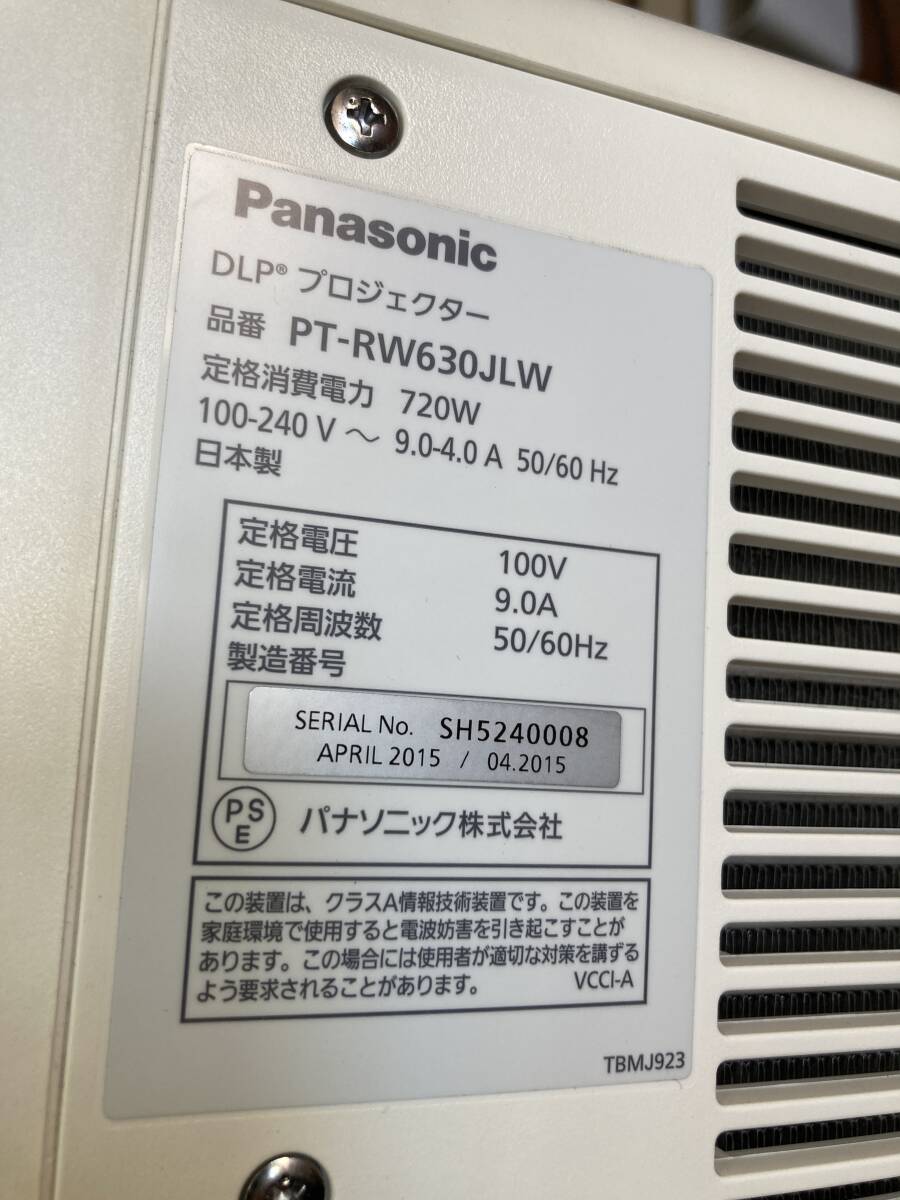 Panasonic
DLP® プロジェクター
品番 PT-RW630JLW
定格消費電力 720W
100-240 V ～ 9.0-4.0 A 50/60 Hz
日本製
定格電圧 100V
定格電流 9.0A
定格周波数 50/60Hz
製造番号
SERIAL No. SH5240008
APRIL 2015 / 04.2015
PSE パナソニック株式会社
この装置は、クラスA情報技術装置です。この装置を
家庭環境で使用すると電波妨害を引き起こすことが
あります。この場合には使用者が適切な対策を講ずる
よう要求されることがあります。 VCCI-A
TBMJ923